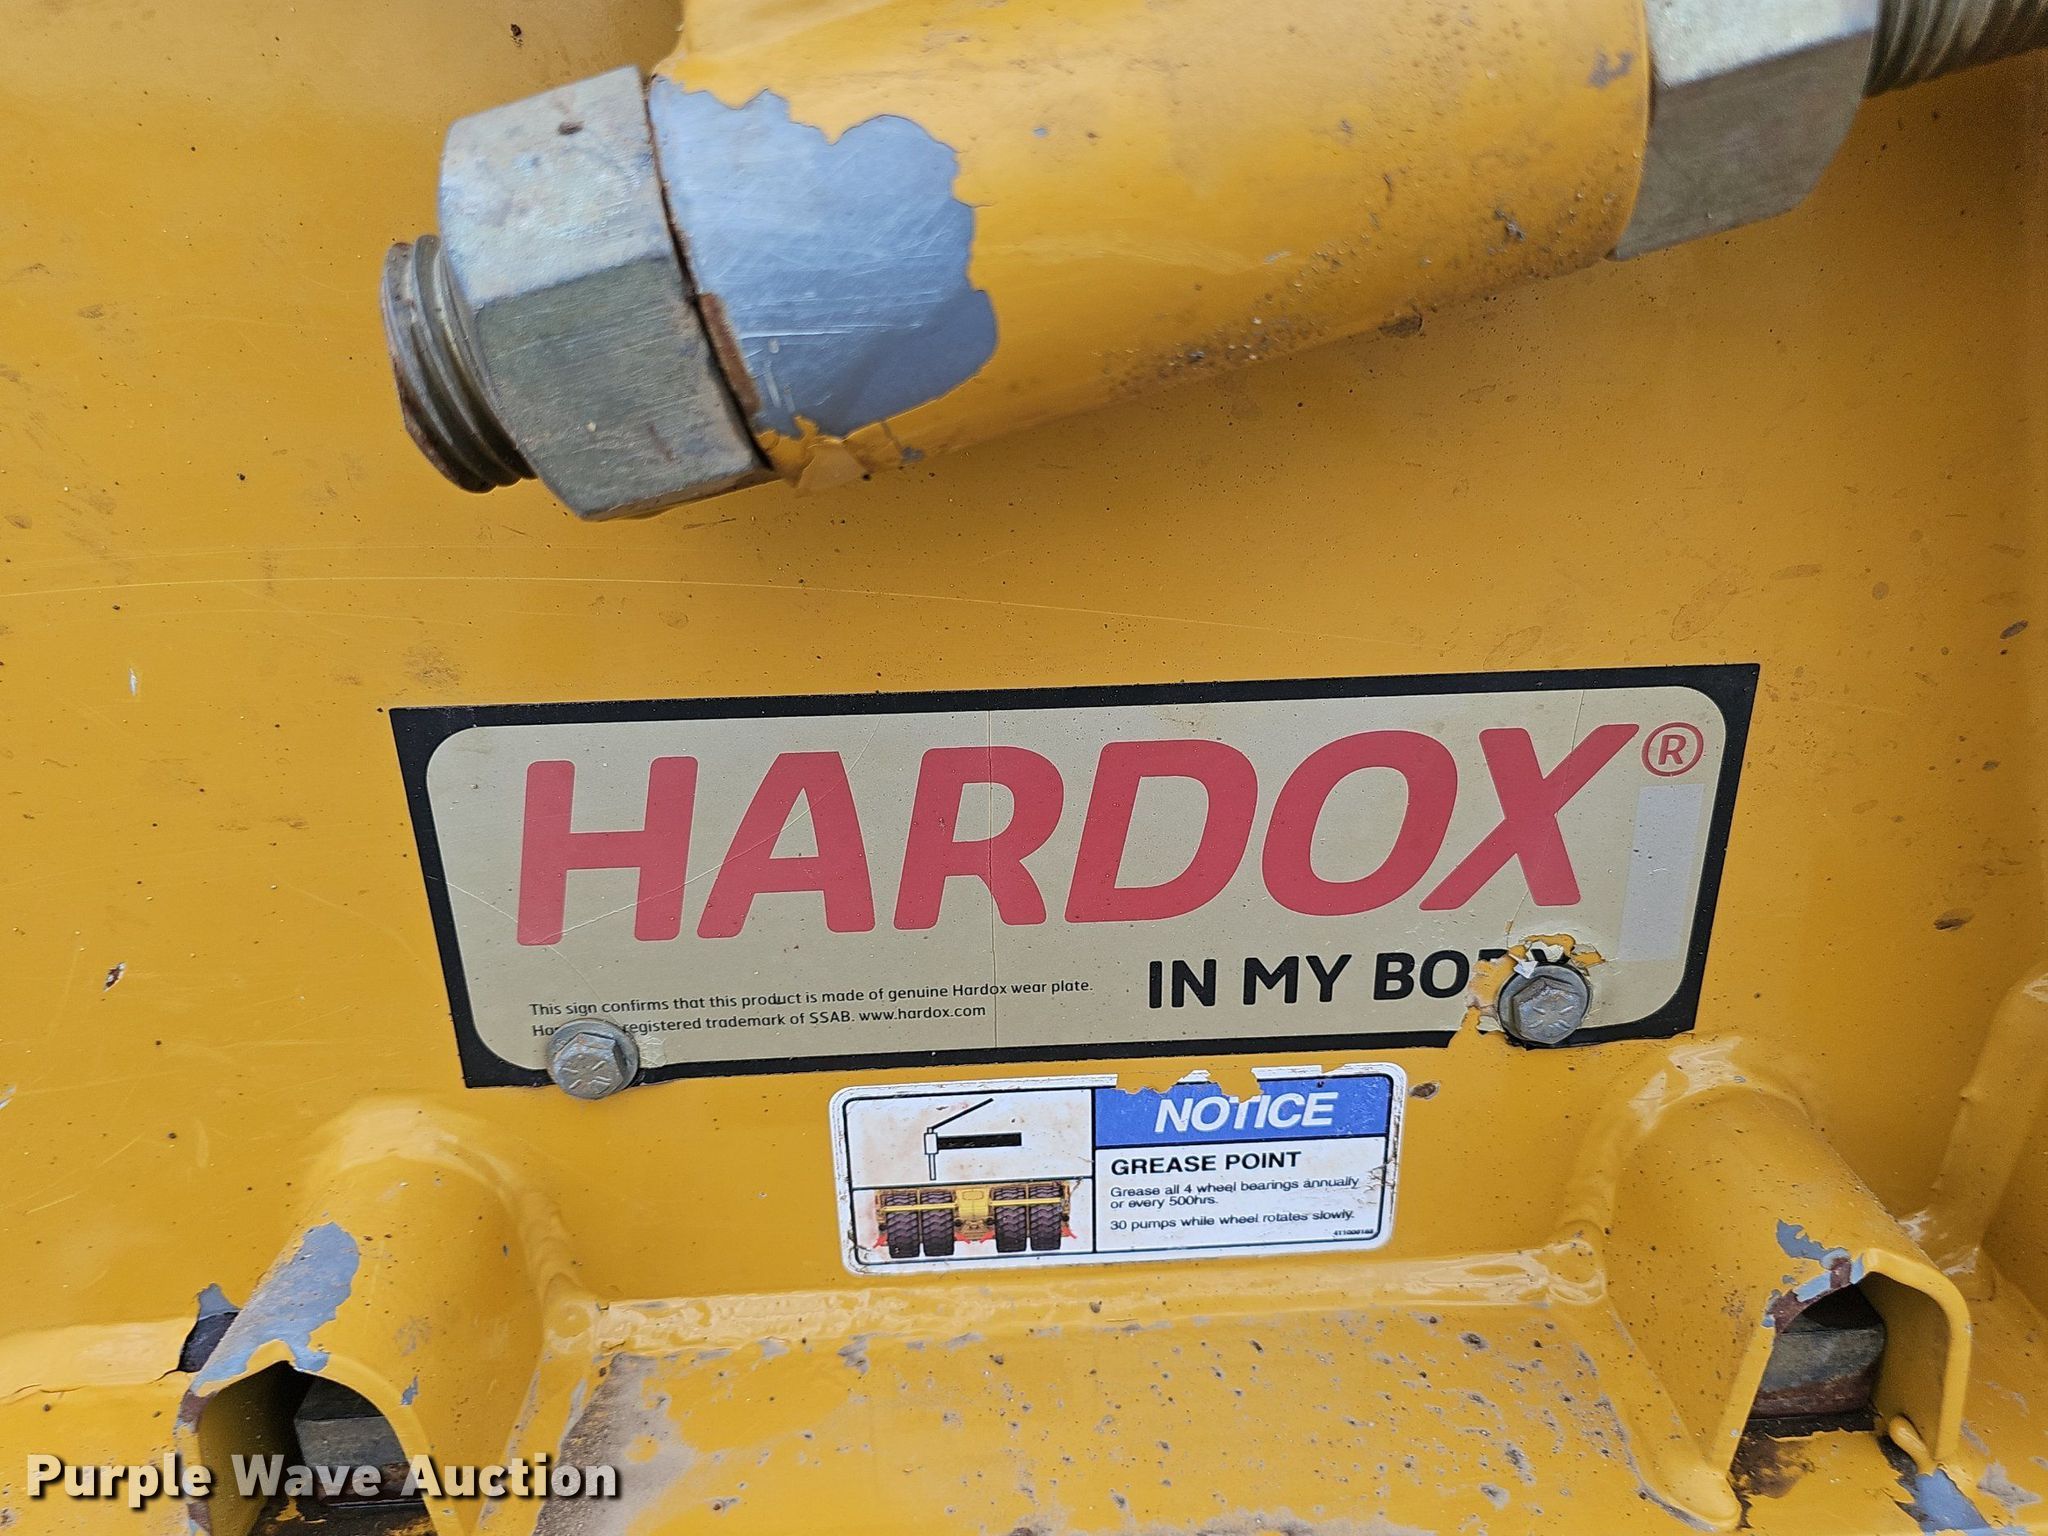 HARDOX®
IN MY BODY
This sign confirms that this product is made of genuine Hardox wear plate.
registered trademark of SSAB. www.hardox.com
NOTICE
GREASE POINT
Grease all 4 wheel bearings annually
or every 500hrs.
30 pumps while wheel rotates slowly.
Purple Wave Auction